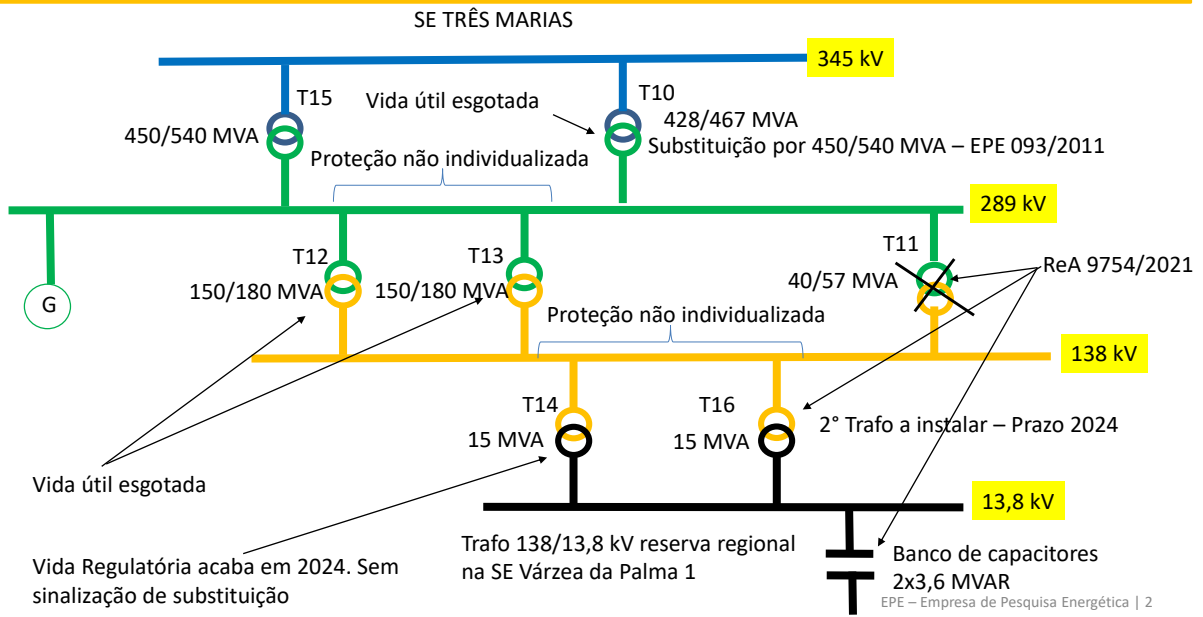 SE TRÊS MARIAS
345 kV
T15
Vida útil esgotada
T10
450/540 MVA
428/467 MVA
Substituição por 450/540 MVA – EPE 093/2011
Proteção não individualizada
289 kV
T12
T13
T11
150/180 MVA
150/180 MVA
40/57 MVA
ReA 9754/2021
G
Proteção não individualizada
138 kV
T14
T16
15 MVA
15 MVA
2° Trafo a instalar – Prazo 2024
Vida útil esgotada
13,8 kV
Trafo 138/13,8 kV reserva regional
na SE Várzea da Palma 1
Banco de capacitores
2x3,6 MVAR
Vida Regulatória acaba em 2024. Sem
sinalização de substituição
EPE – Empresa de Pesquisa Energética | 2